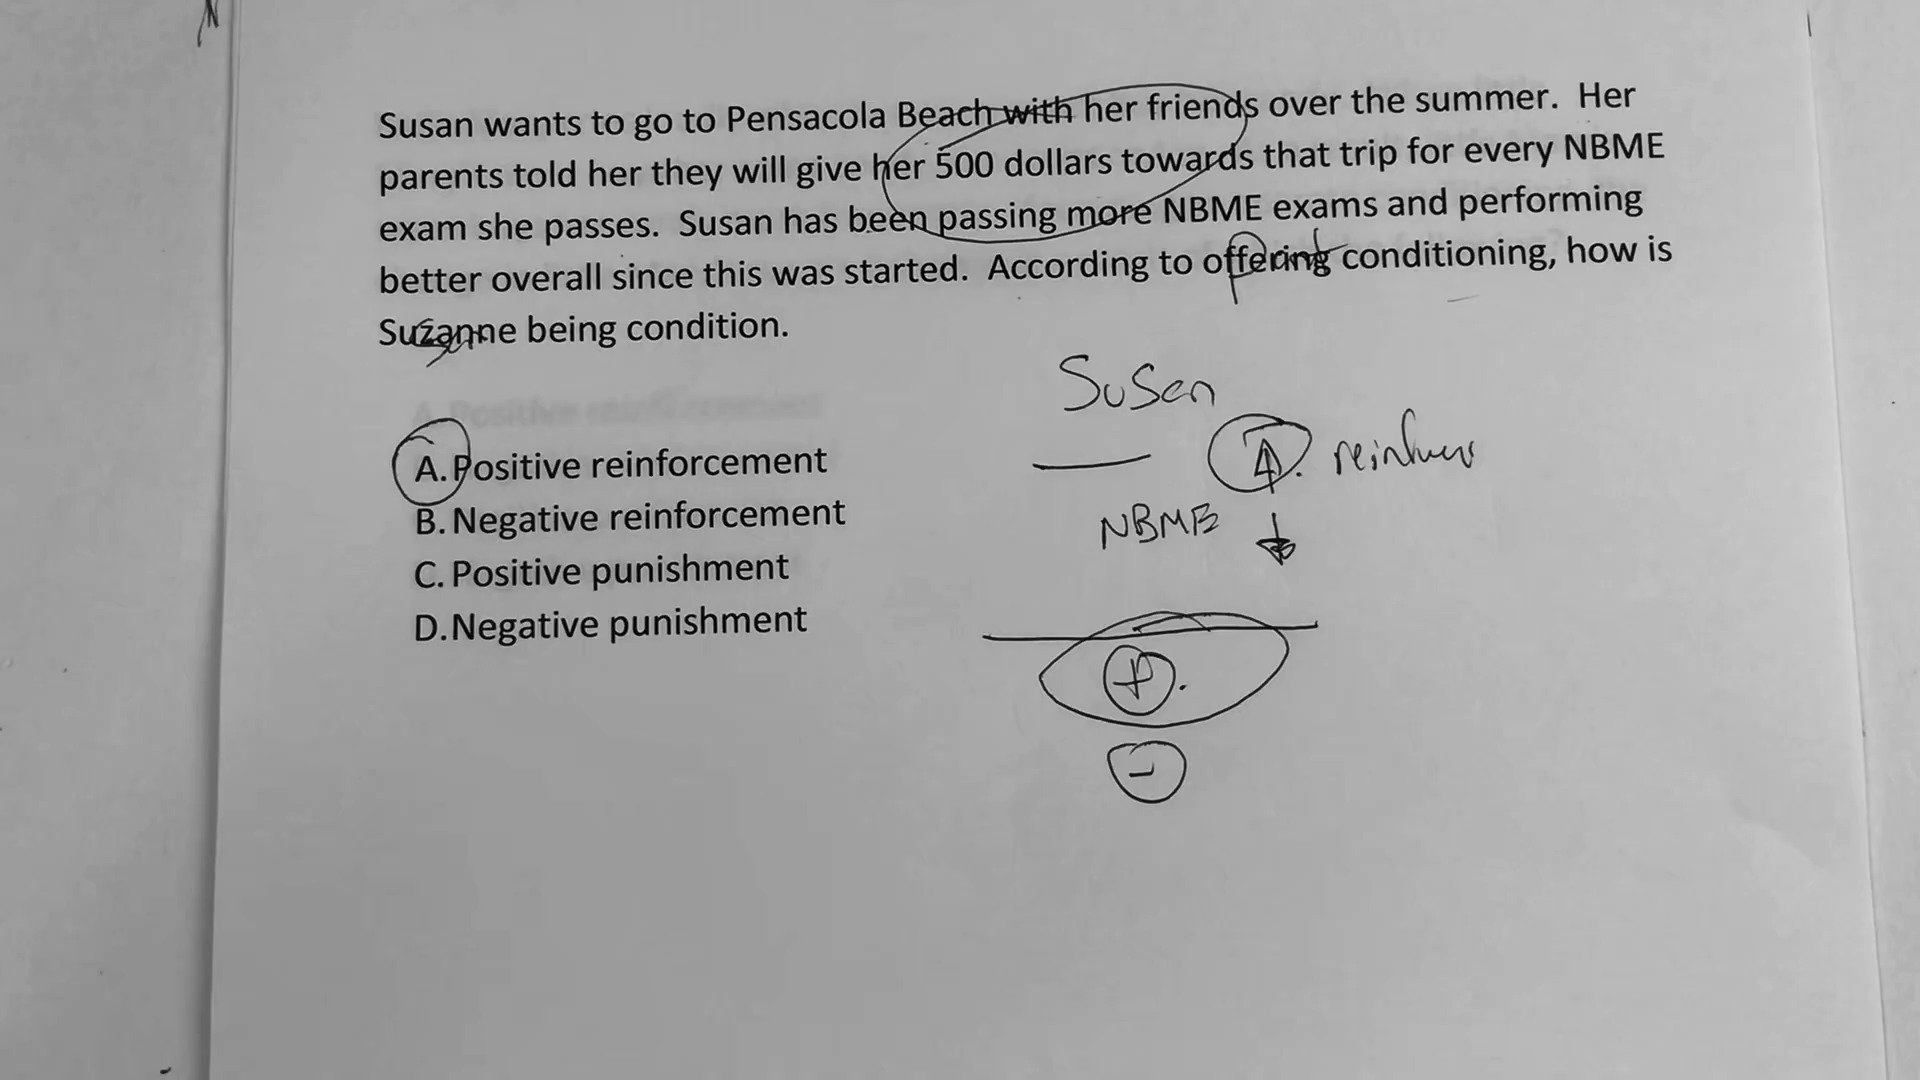 Susan wants to go to Pensacola Beach with her friends over the summer. Her
parents told her they will give her 500 dollars towards that trip for every NBME
exam she passes. Susan has been passing more NBME exams and performing
better overall since this was started. According to offering conditioning, how is
Suzanne being condition.
A. Positive reinforcement
B. Negative reinforcement
C. Positive punishment
D. Negative punishment
Susan
NBME
+
-